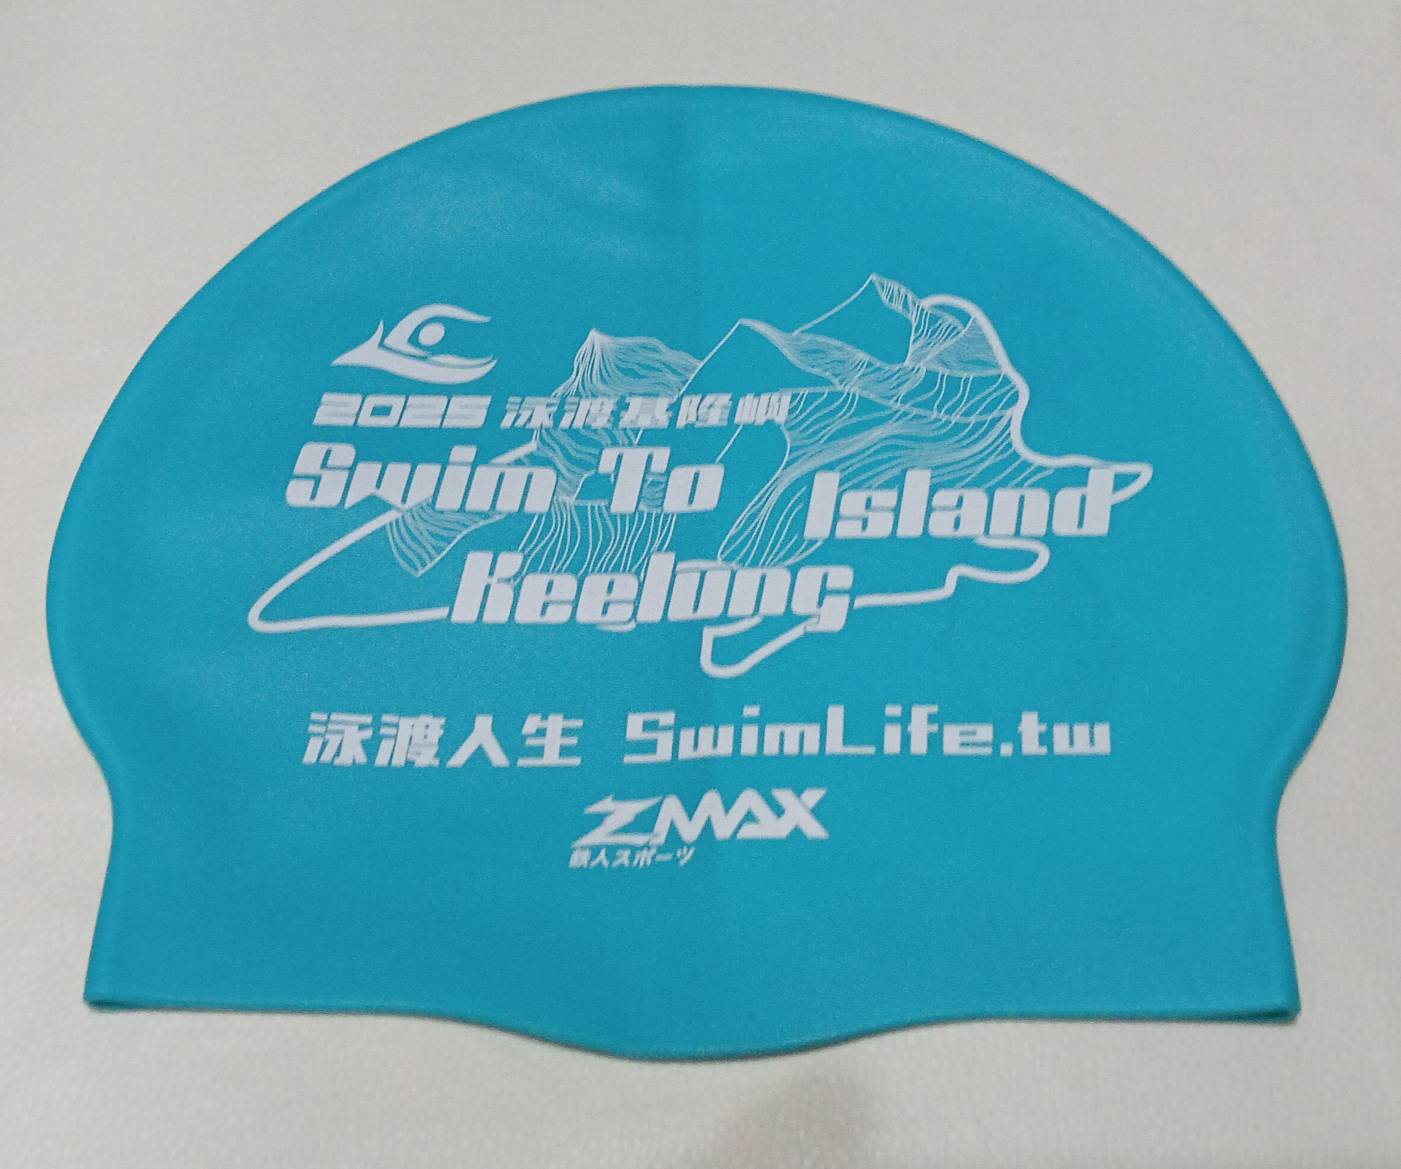 2025 泳渡基隆嶼
Swim To
Island
Keelung
泳渡人生 SwimLife.tw
ZMAX
鉄人スポーツ